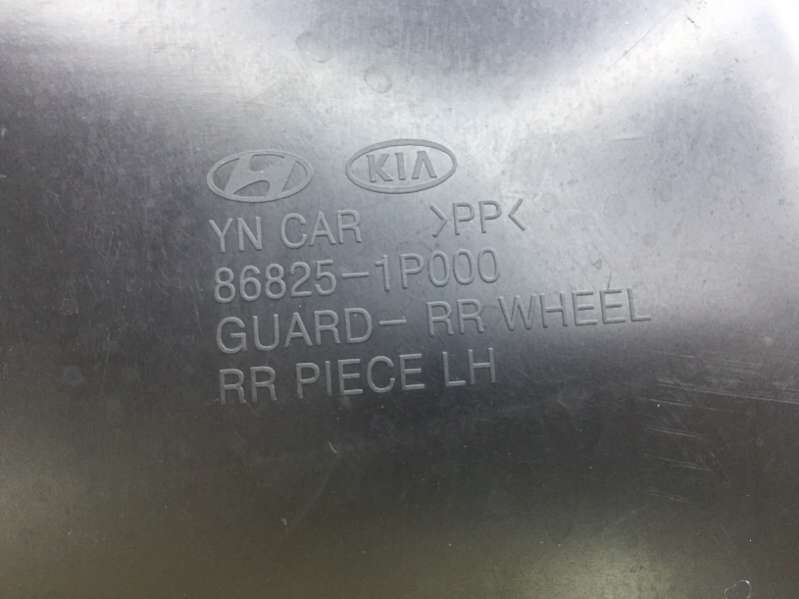 KIA
YN CAR >PP<
86825-1P000
GUARD- RR WHEEL
RR PIECE LH